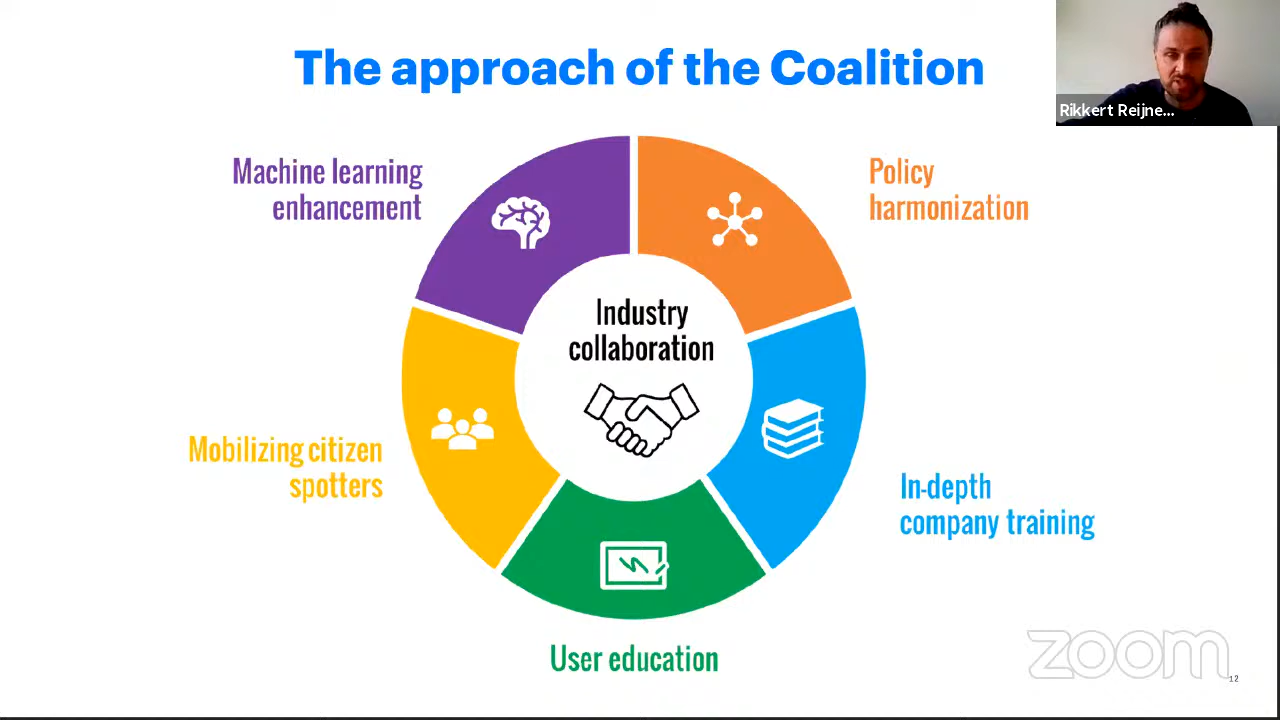 The approach of the Coalition
Rikkert Reijne...
Machine learning
enhancement
Policy
harmonization
Industry
collaboration
Mobilizing citizen
spotters
In-depth
company training
User education
zoom
12